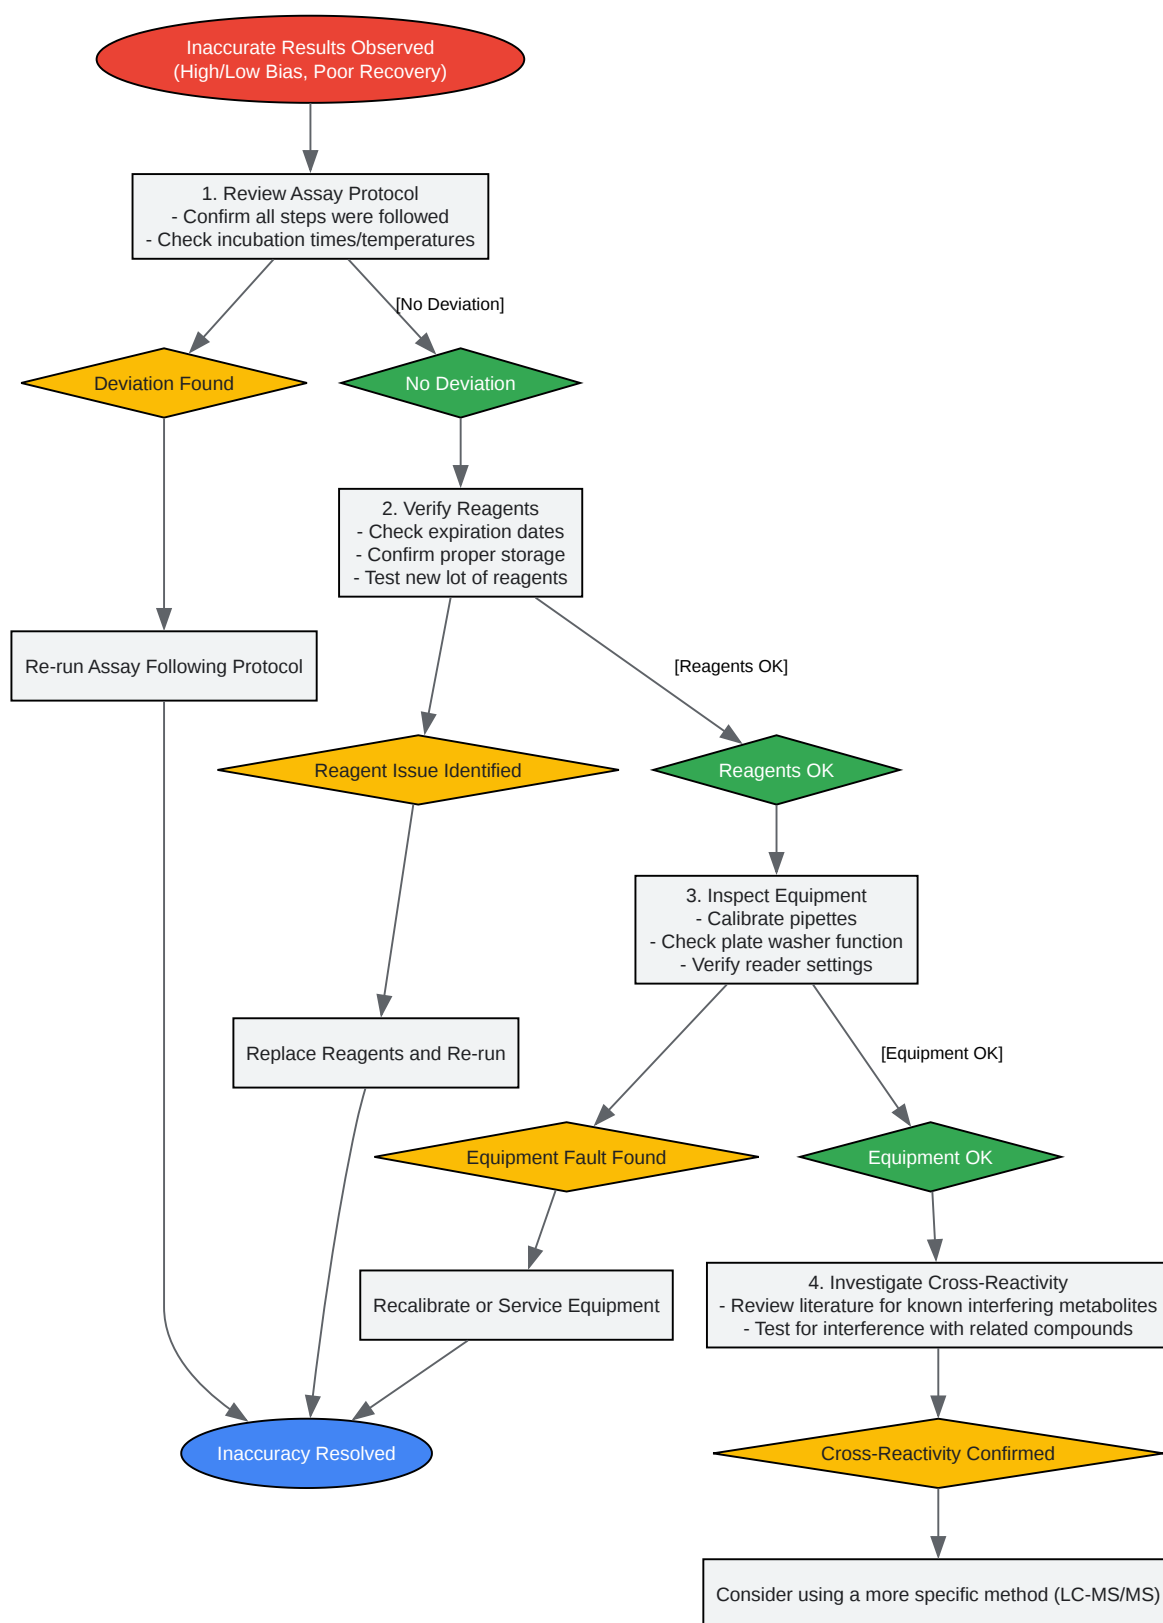 Inaccurate Results Observed
(High/Low Bias, Poor Recovery)
1. Review Assay Protocol
- Confirm all steps were followed
- Check incubation times/temperatures
[No Deviation]
Deviation Found
No Deviation
2. Verify Reagents
- Check expiration dates
- Confirm proper storage
- Test new lot of reagents
Re-run Assay Following Protocol
[Reagents OK]
Reagent Issue Identified
Reagents OK
3. Inspect Equipment
- Calibrate pipettes
- Check plate washer function
- Verify reader settings
Replace Reagents and Re-run
[Equipment OK]
Equipment Fault Found
Equipment OK
4. Investigate Cross-Reactivity
- Review literature for known interfering metabolites
- Test for interference with related compounds
Recalibrate or Service Equipment
Inaccuracy Resolved
Cross-Reactivity Confirmed
Consider using a more specific method (LC-MS/MS)